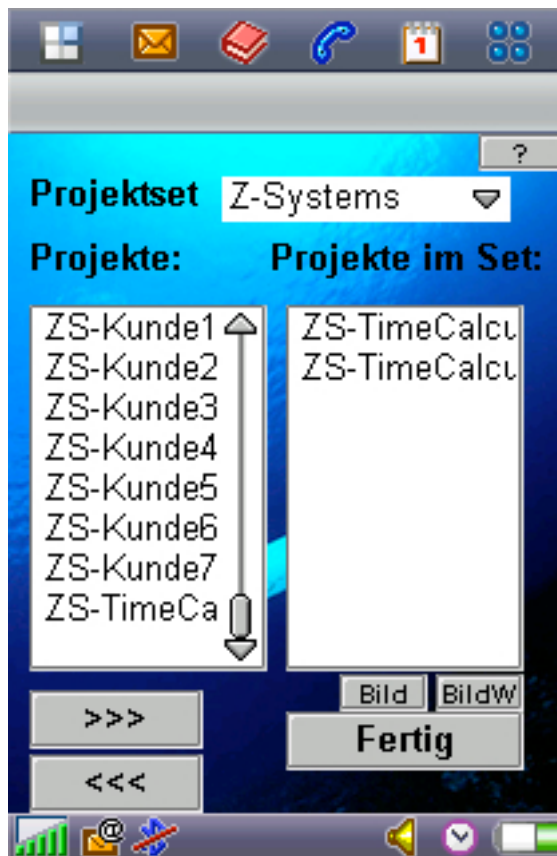 1
?
Projektset Z-Systems
Projekte: Projekte im Set:
ZS-Kunde1 ZS-TimeCalcu
ZS-Kunde2 ZS-TimeCalcu
ZS-Kunde3
ZS-Kunde4
ZS-Kunde5
ZS-Kunde6
ZS-Kunde7
ZS-TimeCa
Bild BildW
>>> Fertig
<<<
@